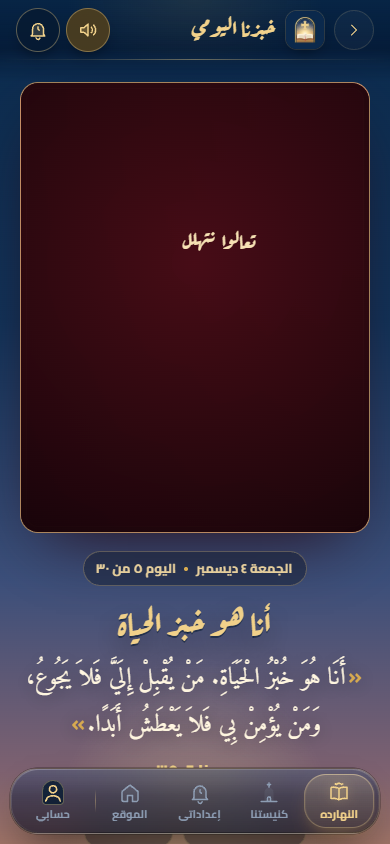 خبزنا اليومي
تعالوا نتهلل
الجمعة ٤ ديسمبر • اليوم ٥ من ٣٠
أنا هو خبز الحياة
«أَنَا هُوَ خُبْزُ الْحَيَاةِ. مَنْ يُقْبِلْ إِلَيَّ فَلاَ يَجُوعُ،
وَمَنْ يُؤْمِنْ بِي فَلاَ يَعْطَشُ أَبَدًا.»
النهارده
كنيستنا
إعداداتى
الموقع
حسابي